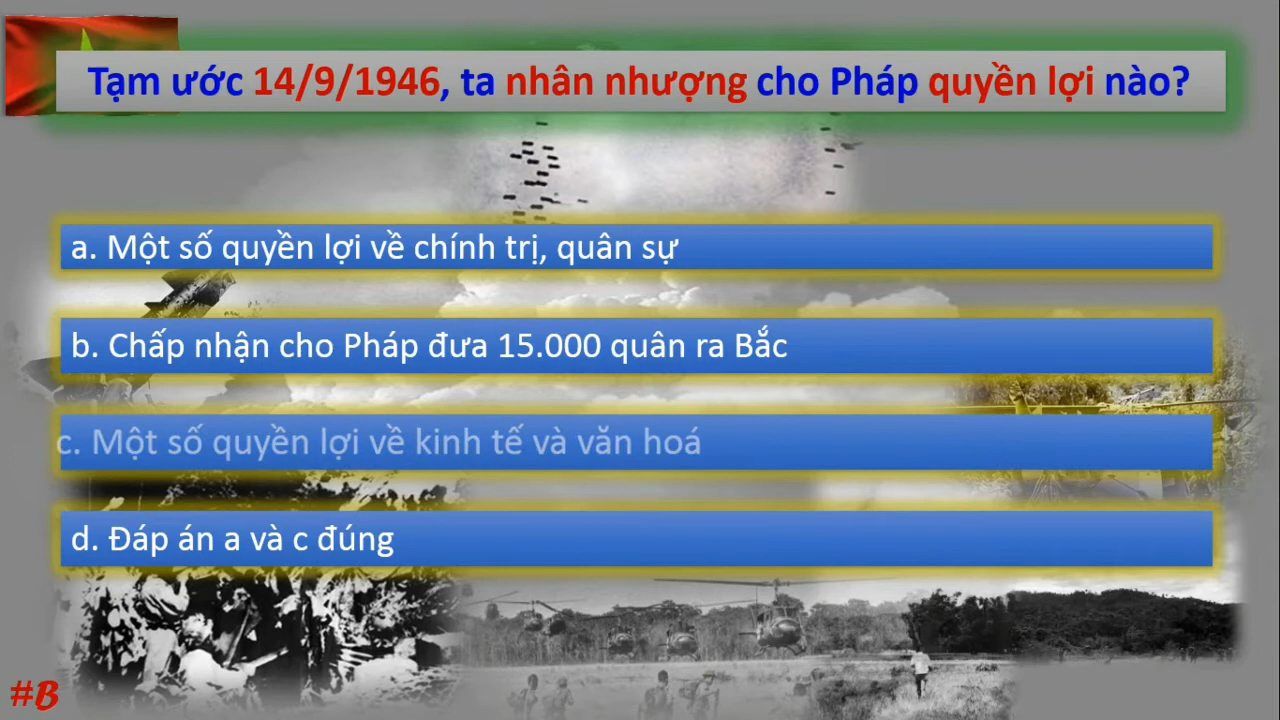 Tạm ước 14/9/1946, ta nhân nhượng cho Pháp quyền lợi nào?
a. Một số quyền lợi về chính trị, quân sự
b. Chấp nhận cho Pháp đưa 15.000 quân ra Bắc
c. Một số quyền lợi về kinh tế và văn hoá
d. Đáp án a và c đúng
#B